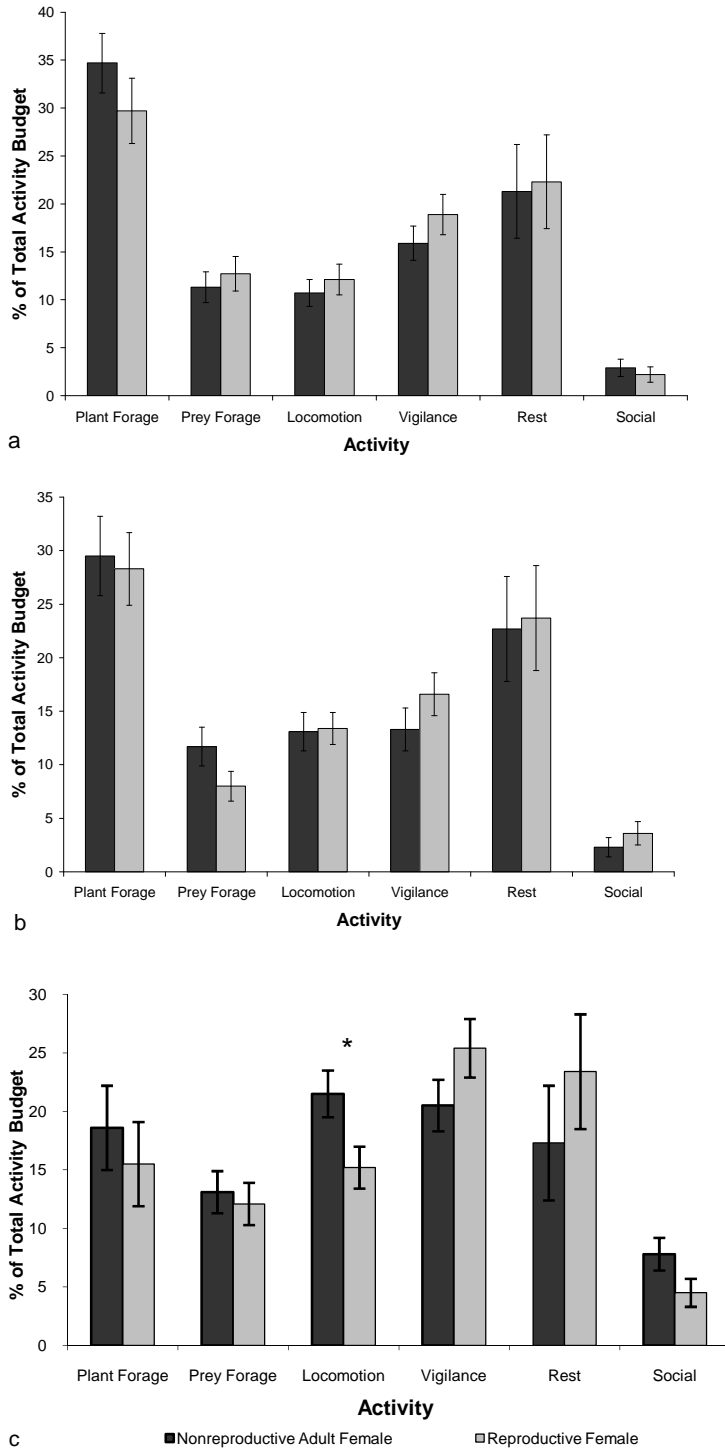 40
35
30
25
20
15
10
5
0
% of Total Activity Budget
Plant Forage Prey Forage Locomotion Vigilance Rest Social
Activity
a
35
30
25
20
15
10
5
0
% of Total Activity Budget
Plant Forage Prey Forage Locomotion Vigilance Rest Social
Activity
b
30
25
20
15
10
5
0
% of Total Activity Budget
*
Plant Forage Prey Forage Locomotion Vigilance Rest Social
Activity
c
Nonreproductive Adult Female Reproductive Female